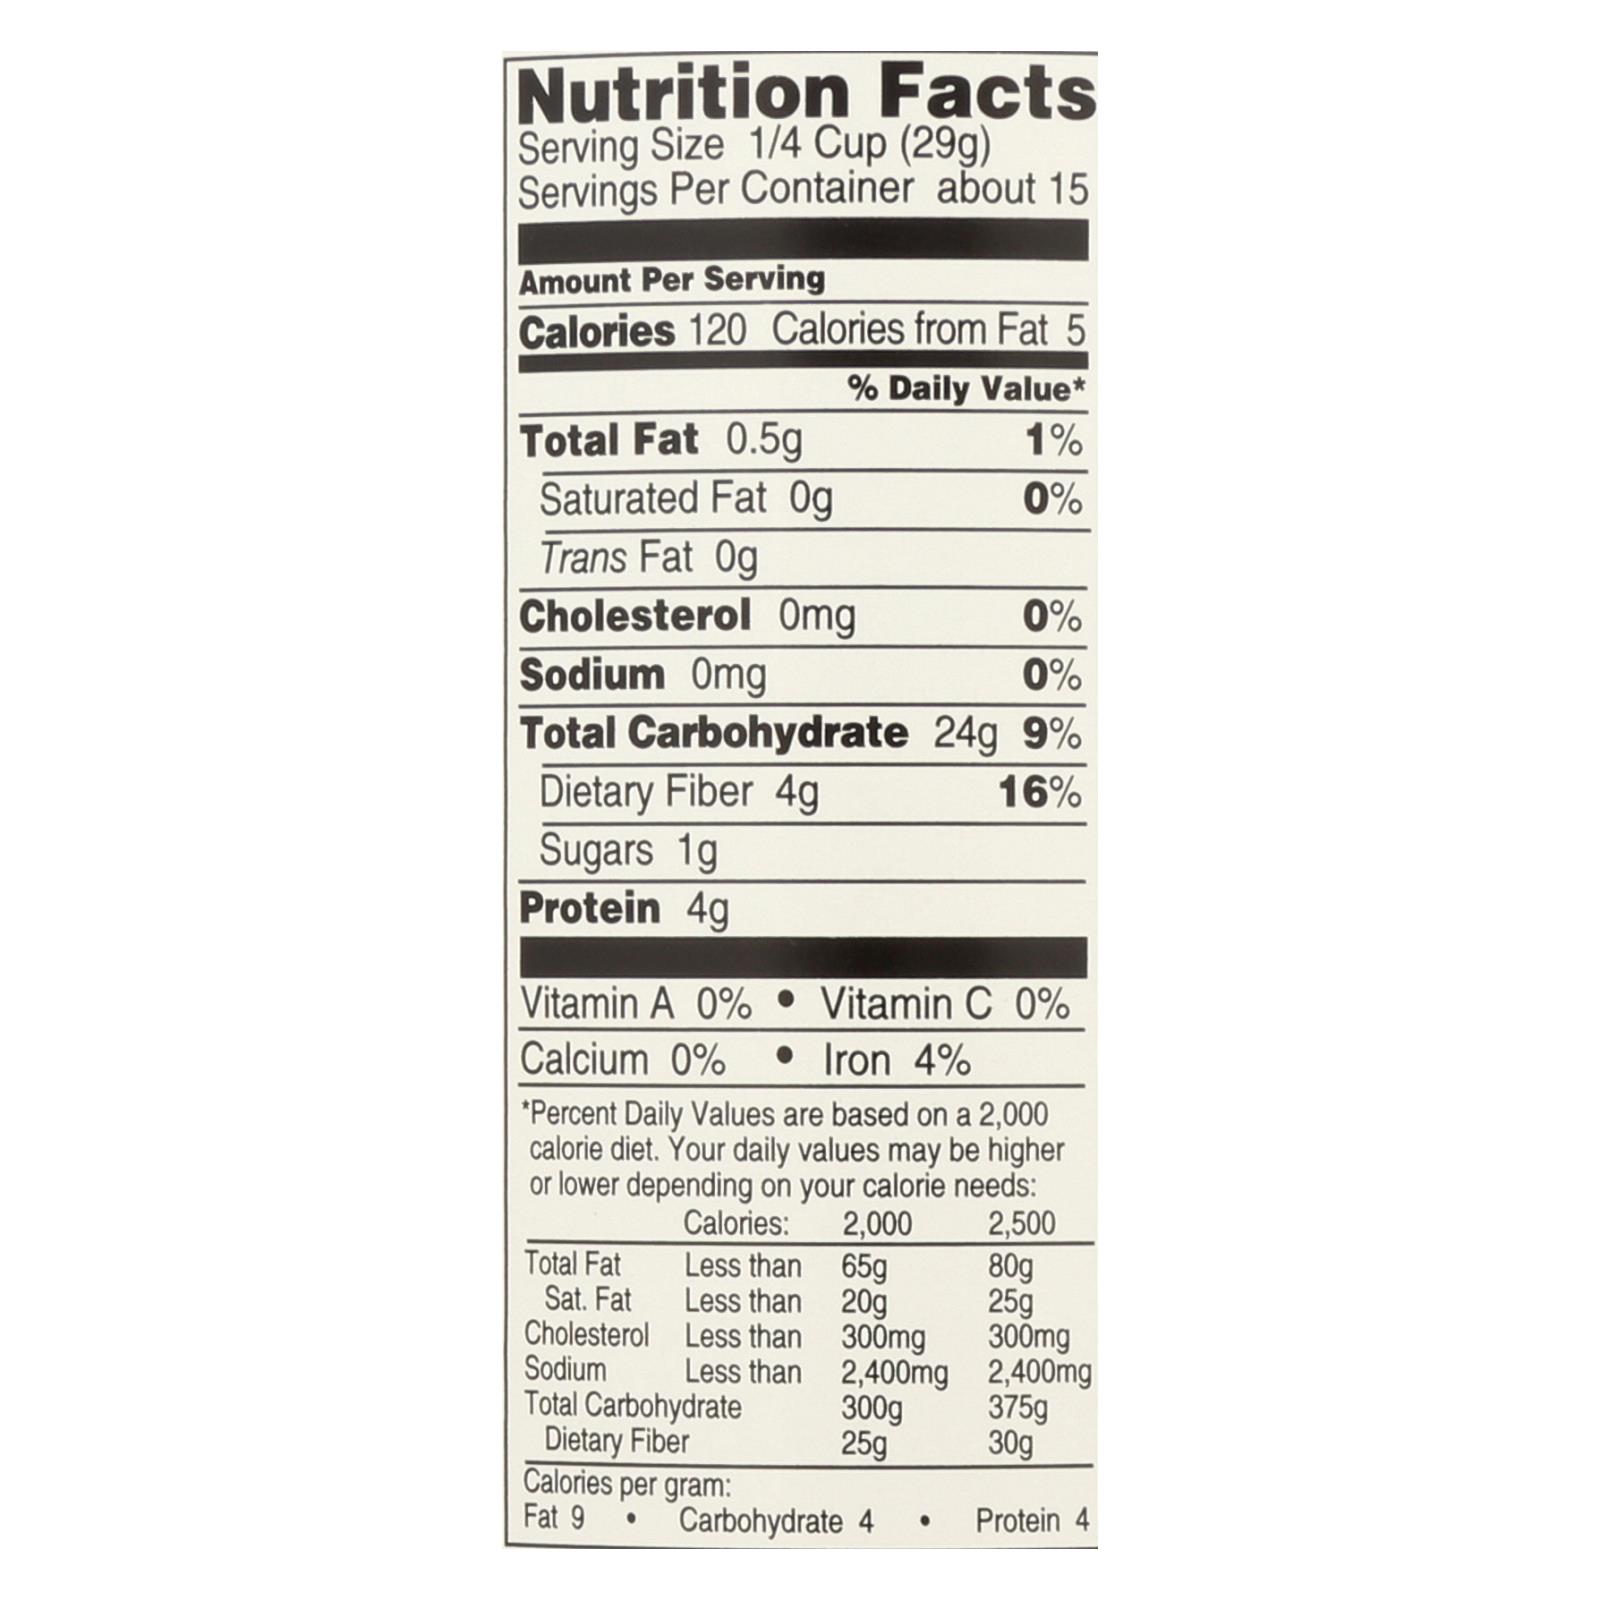 Nutrition Facts
Serving Size 1/4 Cup (29g)
Servings Per Container about 15
Amount Per Serving
Calories 120 Calories from Fat 5
% Daily Value*
Total Fat 0.5g 1%
Saturated Fat 0g 0%
Trans Fat 0g
Cholesterol 0mg 0%
Sodium 0mg 0%
Total Carbohydrate 24g 9%
Dietary Fiber 4g 16%
Sugars 1g
Protein 4g
Vitamin A 0% • Vitamin C 0%
Calcium 0% • Iron 4%
*Percent Daily Values are based on a 2,000
calorie diet. Your daily values may be higher
or lower depending on your calorie needs:
Calories: 2,000 2,500
Total Fat Less than 65g 80g
Sat. Fat Less than 20g 25g
Cholesterol Less than 300mg 300mg
Sodium Less than 2,400mg 2,400mg
Total Carbohydrate 300g 375g
Dietary Fiber 25g 30g
Calories per gram:
Fat 9 • Carbohydrate 4 • Protein 4